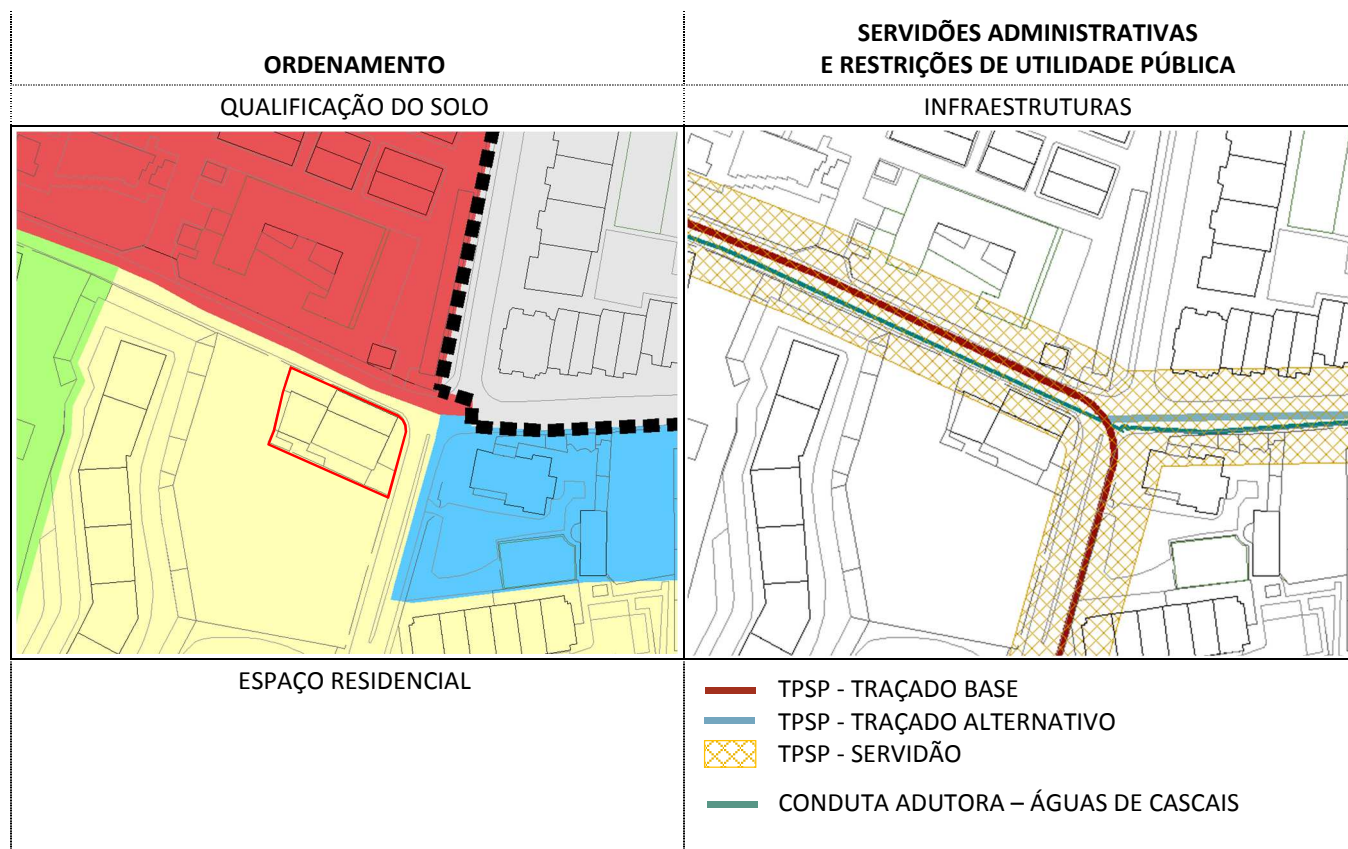 ORDENAMENTO
SERVIDÕES ADMINISTRATIVAS
E RESTRIÇÕES DE UTILIDADE PÚBLICA
QUALIFICAÇÃO DO SOLO
INFRAESTRUTURAS
ESPAÇO RESIDENCIAL
TPSP - TRAÇADO BASE
TPSP - TRAÇADO ALTERNATIVO
TPSP - SERVIDÃO
CONDUTA ADUTORA – ÁGUAS DE CASCAIS